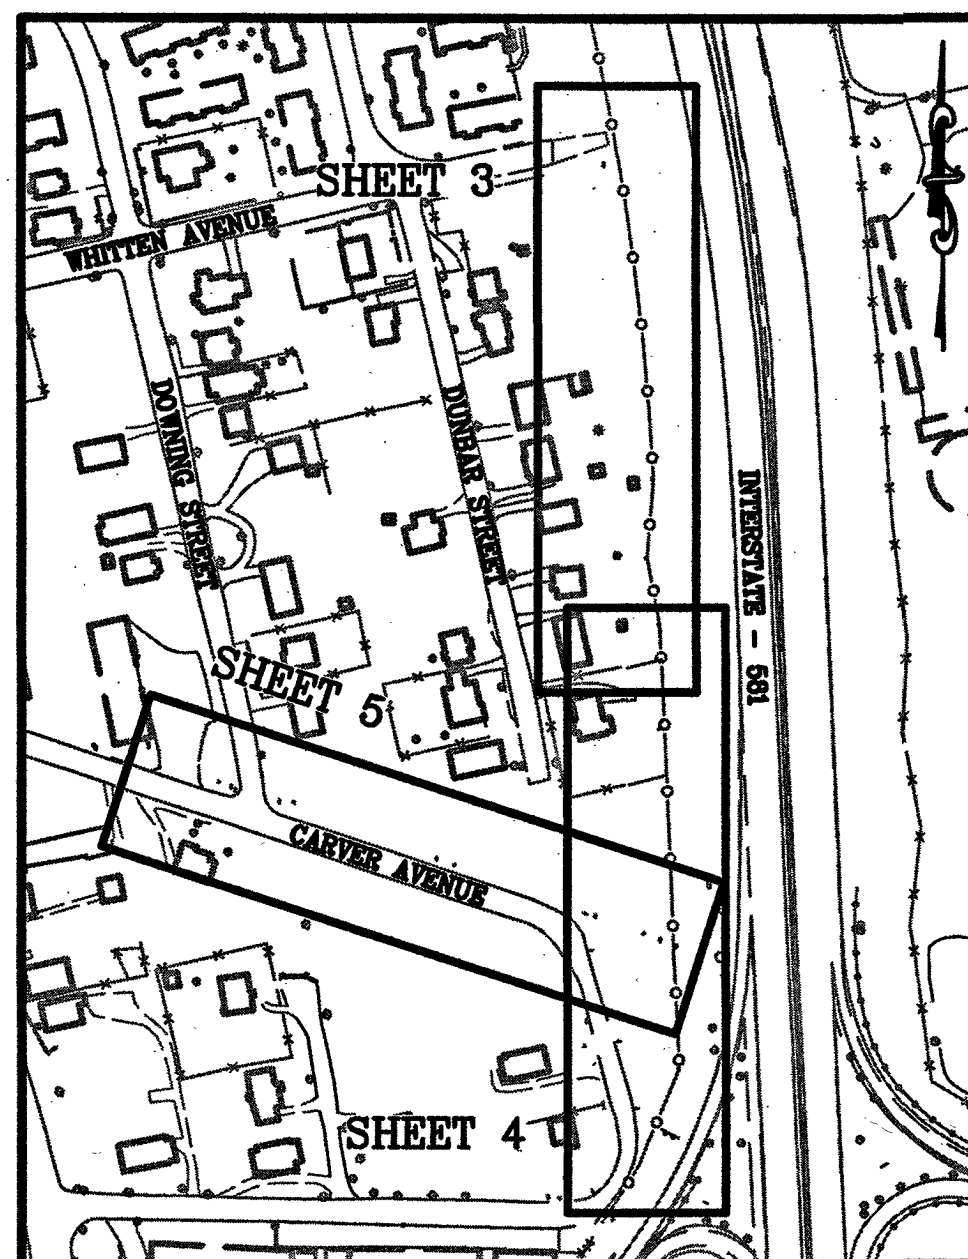 SHEET 3
WHITTEN AVENUE
DOWNING STREET
DUNBAR STREET
INTERSTATE - 581
SHEET 5
CARVER AVENUE
SHEET 4